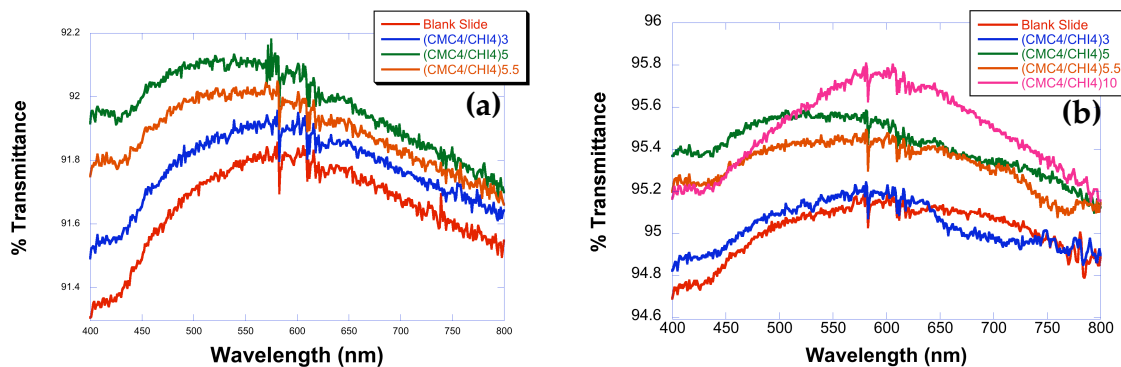 Blank Slide
(CMC4/CHI4)3
(CMC4/CHI4)5
(CMC4/CHI4)5.5
(a)
% Transmittance
92.2
92
91.8
91.6
91.4
400 450 500 550 600 650 700 750 800
Wavelength (nm)
Blank Slide
(CMC4/CHI4)3
(CMC4/CHI4)5
(CMC4/CHI4)5.5
(CMC4/CHI4)10
(b)
% Transmittance
96
95.8
95.6
95.4
95.2
95
94.8
94.6
400 450 500 550 600 650 700 750 800
Wavelength (nm)